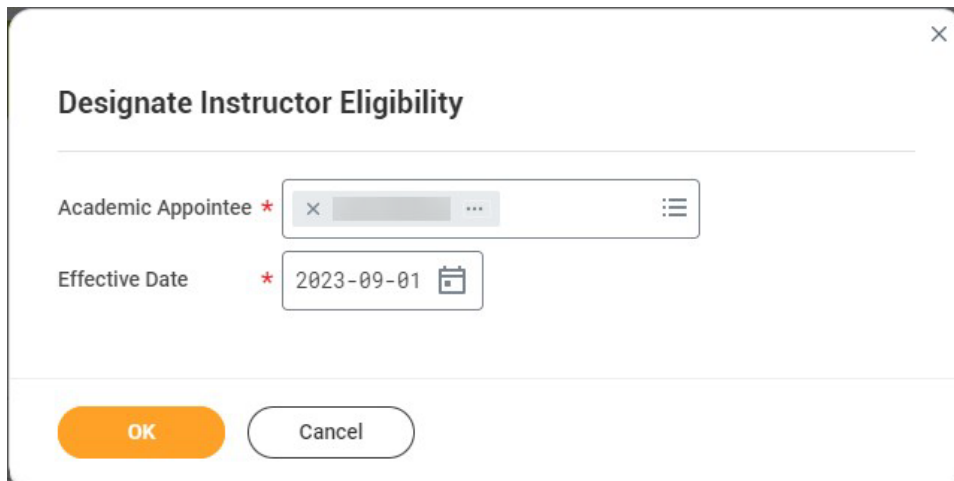 Designate Instructor Eligibility
Academic Appointee *
Effective Date * 2023-09-01
OK Cancel